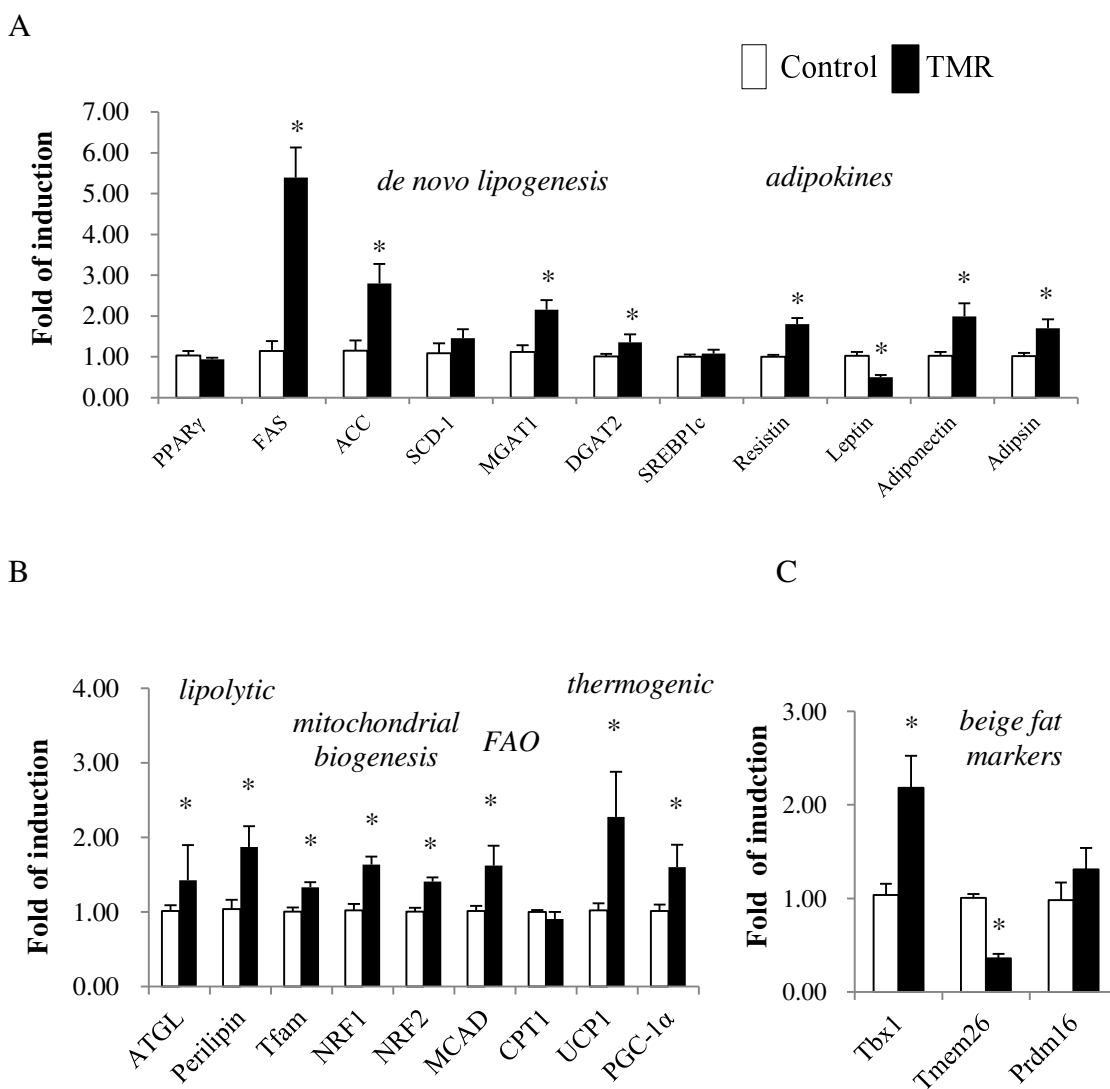 A
Control TMR
7.00
6.00
5.00
4.00
3.00
2.00
1.00
0.00
Fold of induction
de novo lipogenesis
adipokines
* * * * * * * *
PPARγ FAS ACC SCD-1 MGAT1 DGAT2 SREBP1c Resistin Leptin Adiponectin Adipsin
B
4.00
3.00
2.00
1.00
0.00
Fold of induction
lipolytic
mitochondrial
biogenesis
FAO
thermogenic
* * * * * * * *
ATGL Perilipin Tfam NRF1 NRF2 MCAD CPT1 UCP1 PGC-1α
C
3.00
2.00
1.00
0.00
Fold of inudction
beige fat
markers
* *
Tbx1 Tmem26 Prdm16